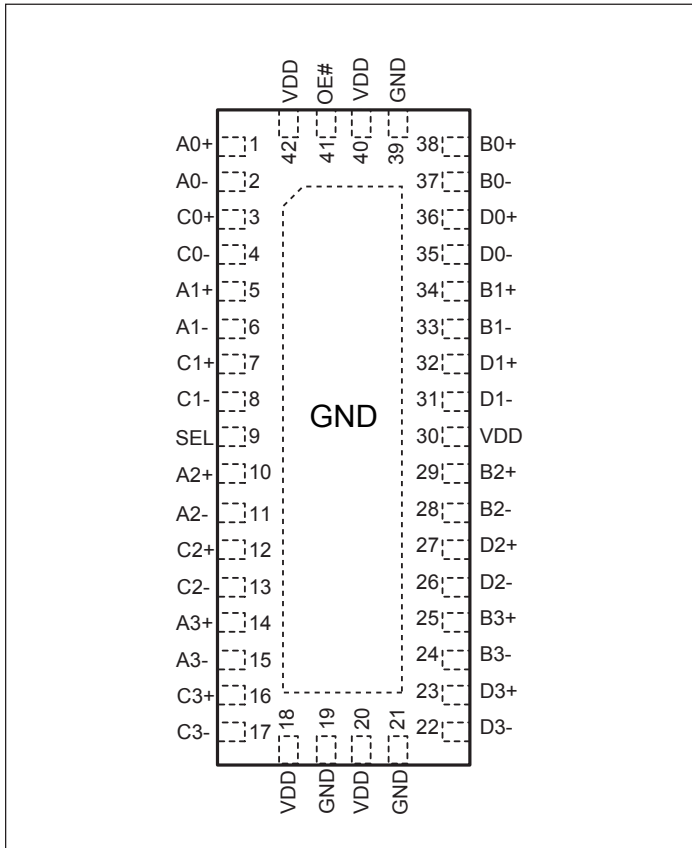 VDD OE# VDD GND
42 41 40 39
A0+ 1 38 B0+
A0- 2 37 B0-
C0+ 3 36 D0+
C0- 4 35 D0-
A1+ 5 34 B1+
A1- 6 33 B1-
C1+ 7 32 D1+
C1- 8 31 D1-
GND
SEL 9 30 VDD
A2+ 10 29 B2+
A2- 11 28 B2-
C2+ 12 27 D2+
C2- 13 26 D2-
A3+ 14 25 B3+
A3- 15 24 B3-
C3+ 16 23 D3+
C3- 17 22 D3-
18 19 20 21
VDD GND VDD GND